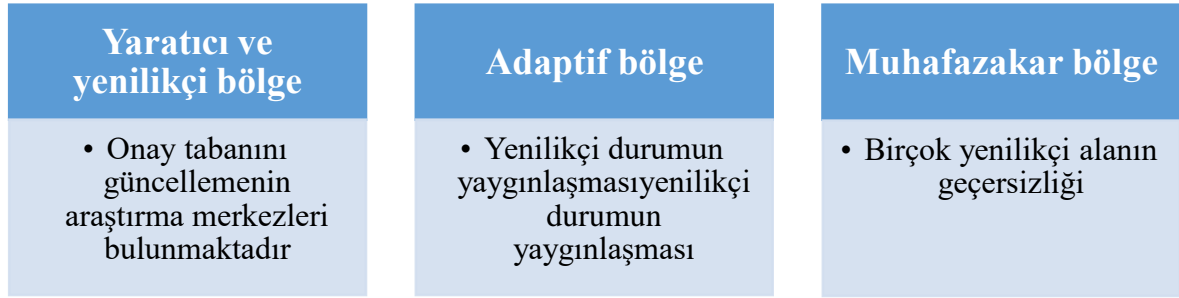 Yaratıcı ve
yenilikçi bölge
• Onay tabanını
güncellemenin
araştırma merkezleri
bulunmaktadır
Adaptif bölge
• Yenilikçi durumun
yaygınlaşmasıyenilikçi
durumun
yaygınlaşması
Muhafazakar bölge
• Birçok yenilikçi alanın
geçersizliği